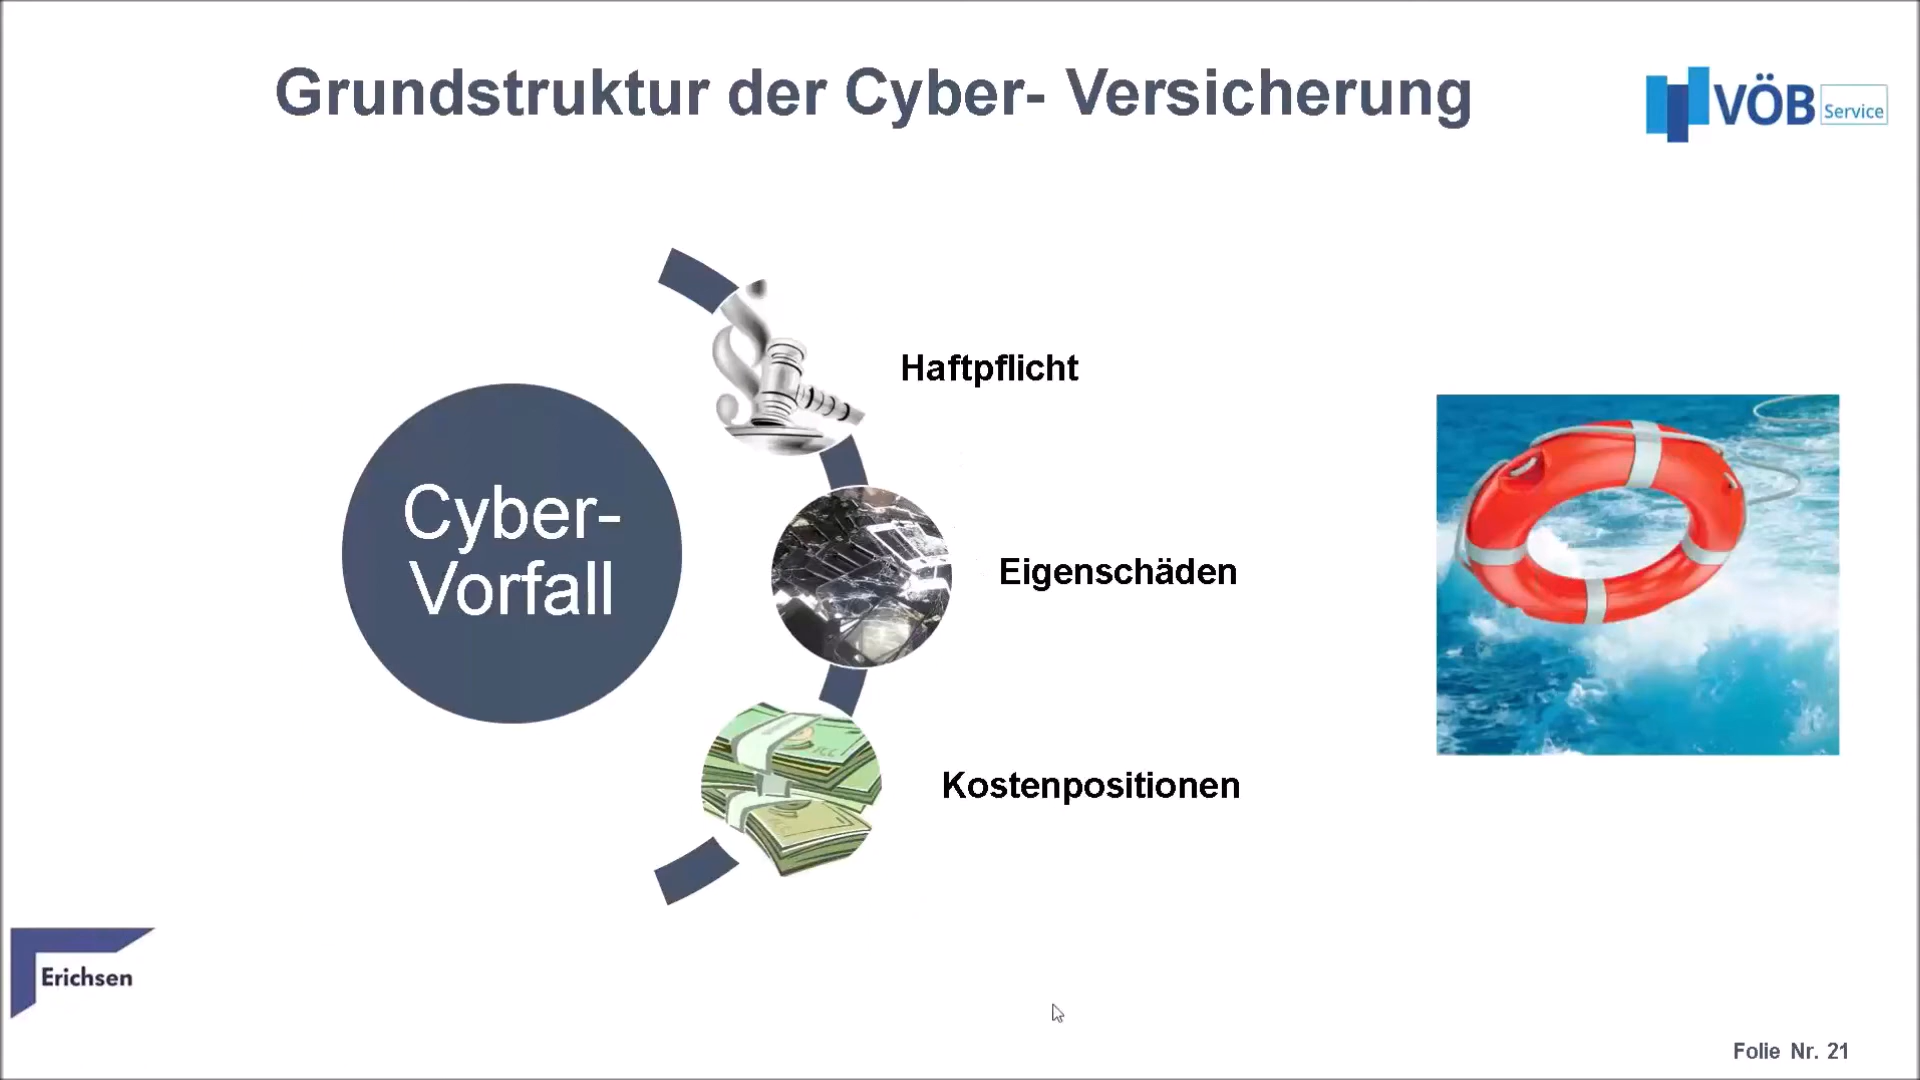 Grundstruktur der Cyber- Versicherung
VÖB Service
Haftpflicht
Cyber-
Vorfall
Eigenschäden
Kostenpositionen
Erichsen
Folie Nr. 21